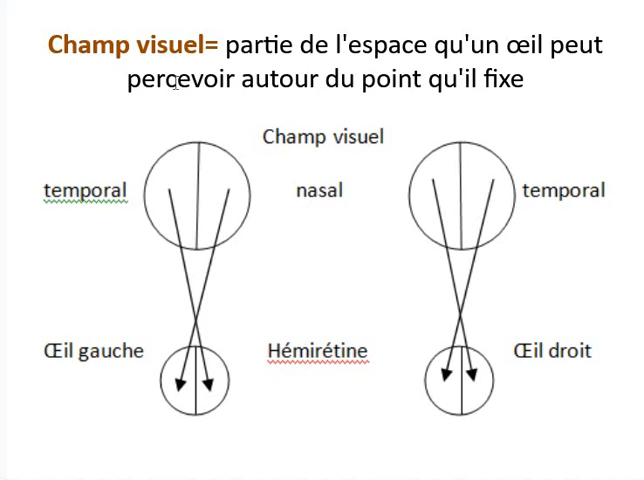 Champ visuel= partie de l'espace qu'un œil peut
percevoir autour du point qu'il fixe
Champ visuel
temporal nasal temporal
Œil gauche Hémirétine Œil droit